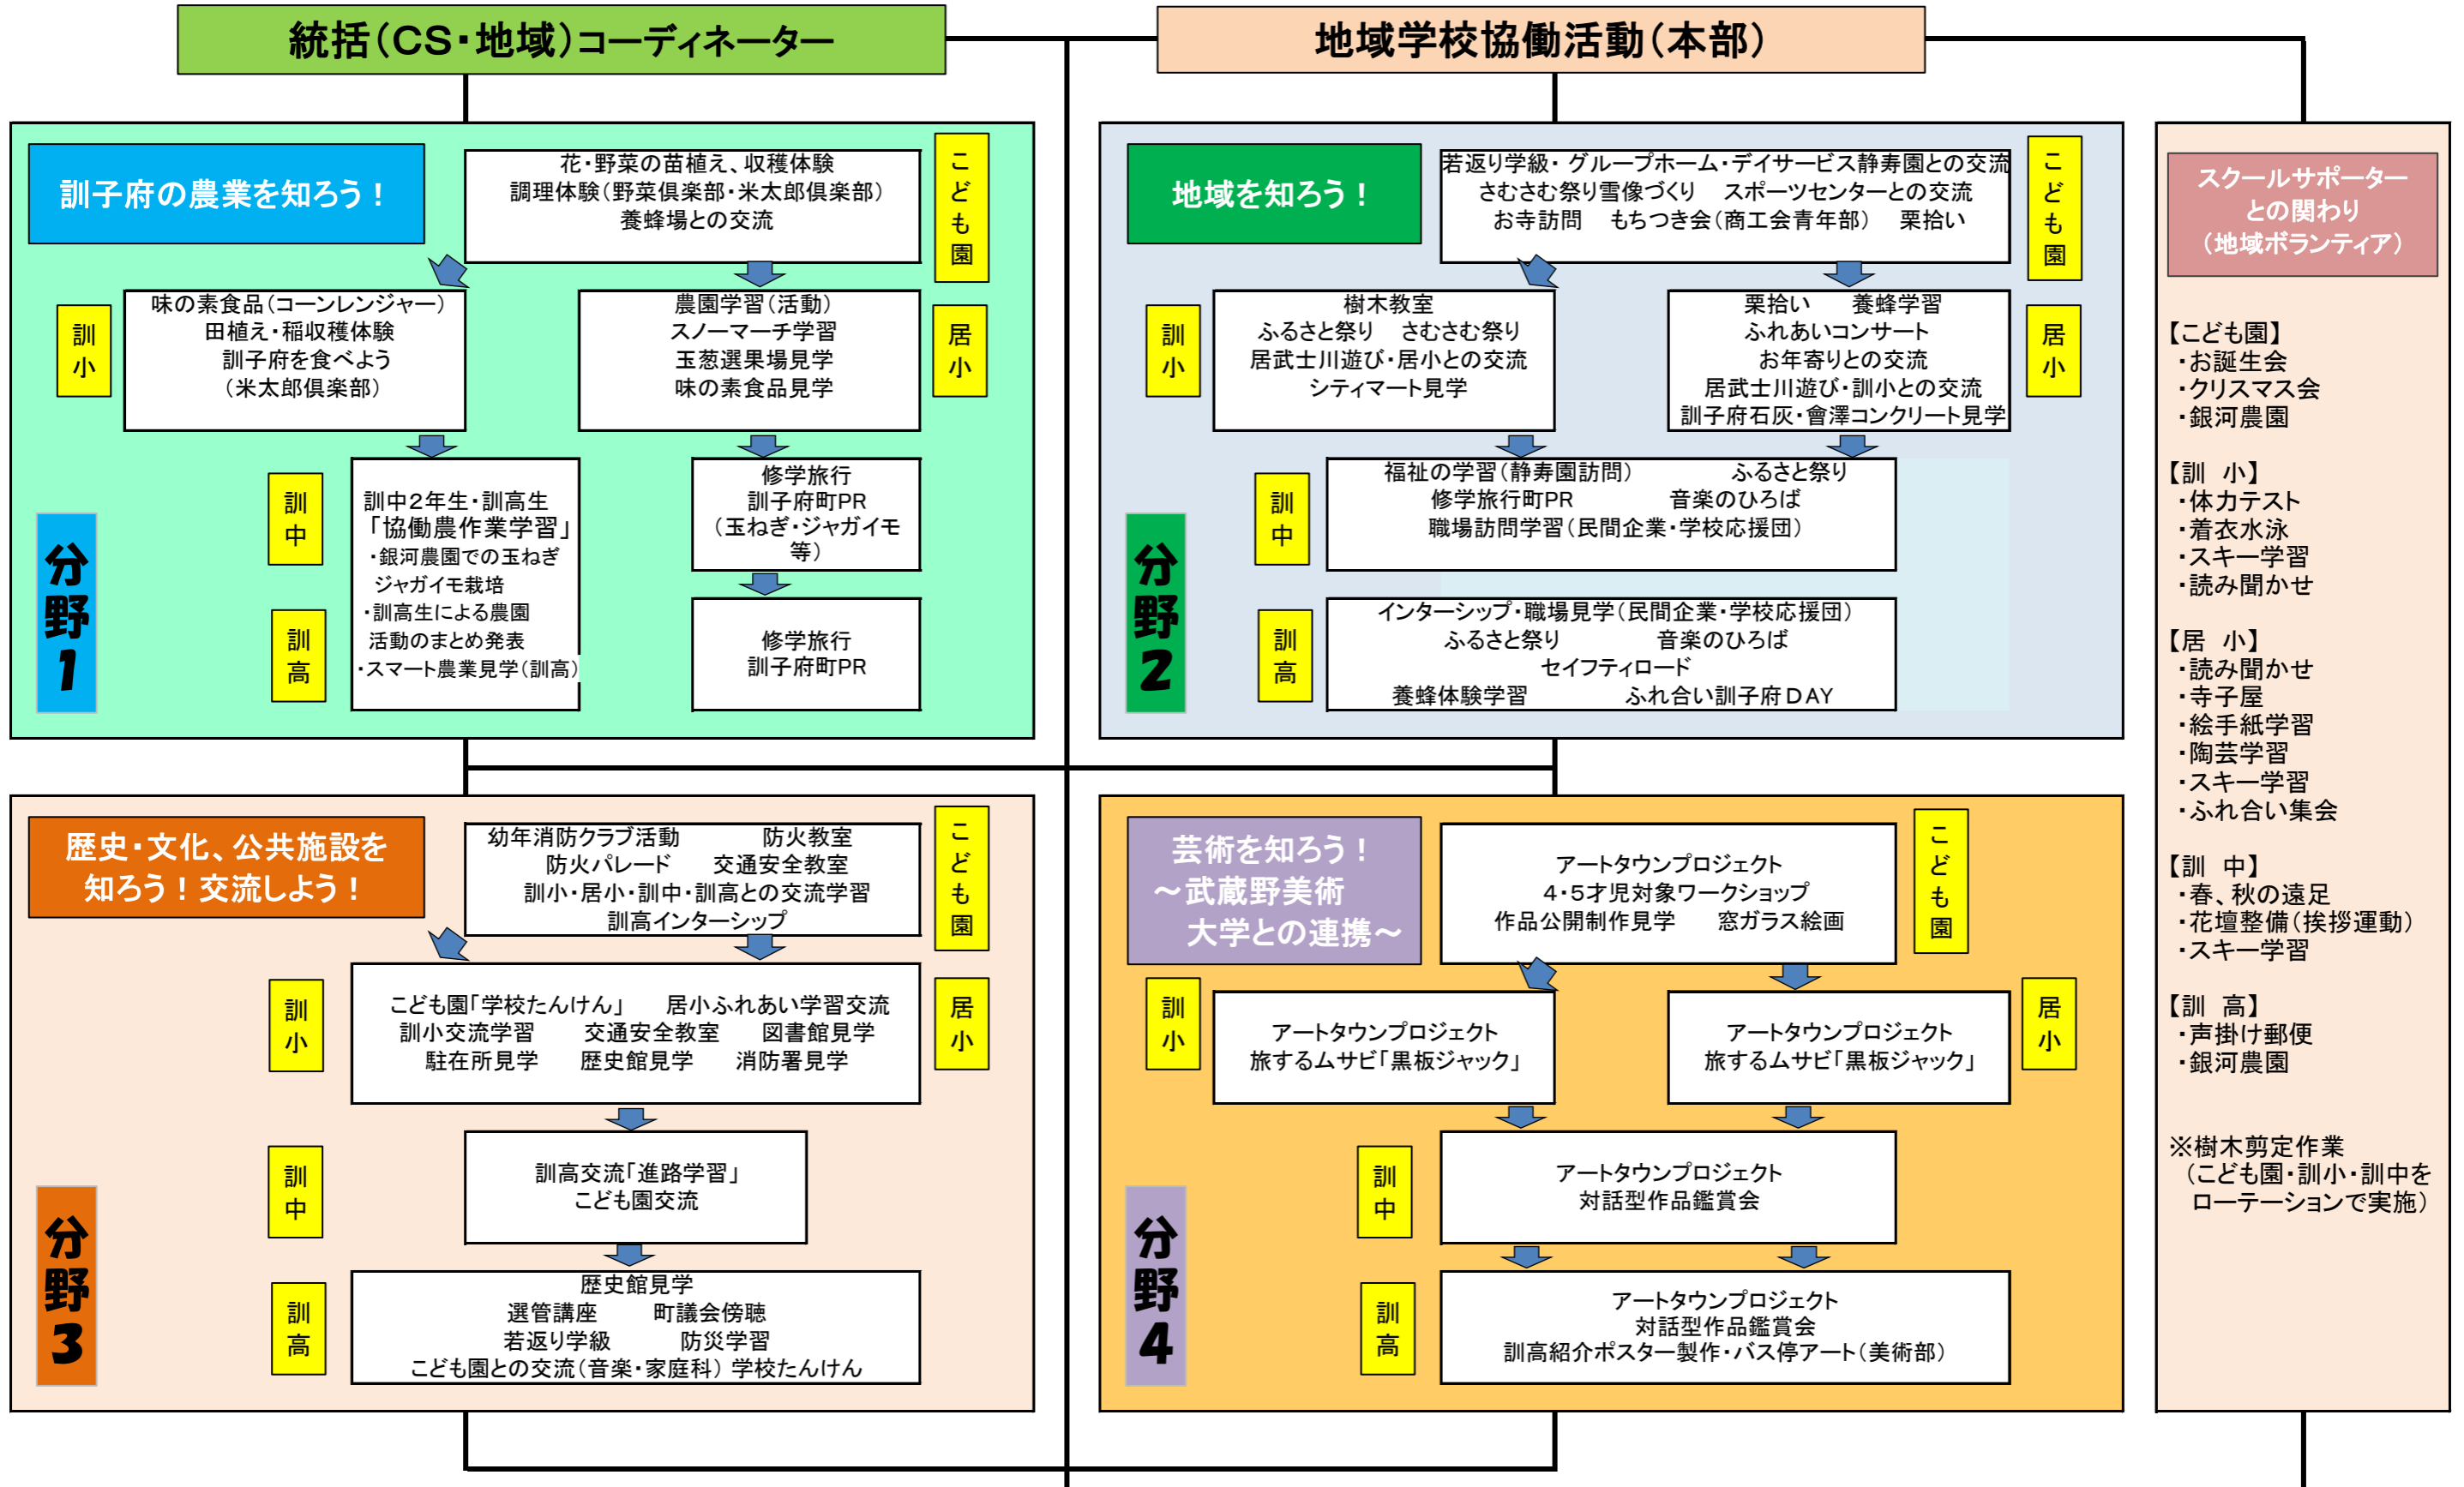 統括(CS・地域)コーディネーター
地域学校協働活動(本部)
訓子府の農業を知ろう！
花・野菜の苗植え、収穫体験
調理体験(野菜倶楽部・米太郎倶楽部)
養蜂場との交流
こども園
訓小
味の素食品(コーンレンジャー)
田植え・稲収穫体験
訓子府を食べよう
(米太郎倶楽部)
農園学習(活動)
スノーマーチ学習
玉葱選果場見学
味の素食品見学
居小
訓中
訓高
訓中２年生・訓高生
「協働農作業学習」
・銀河農園での玉ねぎ
ジャガイモ栽培
・訓高生による農園
活動のまとめ発表
・スマート農業見学(訓高)
修学旅行
訓子府町PR
(玉ねぎ・ジャガイモ
等)
修学旅行
訓子府町PR
分野1
地域を知ろう！
若返り学級・グループホーム・デイサービス静寿園との交流
さむさむ祭り雪像づくり　スポーツセンターとの交流
お寺訪問　もちつき会(商工会青年部)　栗拾い
こども園
訓小
樹木教室
ふるさと祭り　さむさむ祭り
居武士川遊び・居小との交流
シティマート見学
栗拾い　養蜂学習
ふれあいコンサート
お年寄りとの交流
居武士川遊び・訓小との交流
訓子府石灰・會澤コンクリート見学
居小
訓中
福祉の学習(静寿園訪問)　ふるさと祭り
修学旅行町PR　音楽のひろば
職場訪問学習(民間企業・学校応援団)
訓高
インターシップ・職場見学(民間企業・学校応援団)
ふるさと祭り　音楽のひろば
セイフティロード
養蜂体験学習　ふれ合い訓子府ＤＡＹ
分野2
歴史・文化、公共施設を
知ろう！交流しよう！
幼年消防クラブ活動　防火教室
防火パレード　交通安全教室
訓小・居小・訓中・訓高との交流学習
訓高インターシップ
こども園
訓小
こども園「学校たんけん」　居小ふれあい学習交流
訓小交流学習　交通安全教室　図書館見学
駐在所見学　歴史館見学　消防署見学
居小
訓中
訓高交流「進路学習」
こども園交流
訓高
歴史館見学
選管講座　町議会傍聴
若返り学級　防災学習
こども園との交流(音楽・家庭科) 学校たんけん
分野3
芸術を知ろう！
～武蔵野美術
大学との連携～
アートタウンプロジェクト
４・５才児対象ワークショップ
作品公開制作見学　窓ガラス絵画
こども園
訓小
アートタウンプロジェクト
旅するムサビ「黒板ジャック」
アートタウンプロジェクト
旅するムサビ「黒板ジャック」
居小
訓中
アートタウンプロジェクト
対話型作品鑑賞会
訓高
アートタウンプロジェクト
対話型作品鑑賞会
訓高紹介ポスター製作・バス停アート(美術部)
分野4
スクールサポーター
との関わり
(地域ボランティア)
【こども園】
・お誕生会
・クリスマス会
・銀河農園
【訓　小】
・体力テスト
・着衣水泳
・スキー学習
・読み聞かせ
【居　小】
・読み聞かせ
・寺子屋
・絵手紙学習
・陶芸学習
・スキー学習
・ふれ合い集会
【訓　中】
・春、秋の遠足
・花壇整備(挨拶運動)
・スキー学習
【訓　高】
・声掛け郵便
・銀河農園
※樹木剪定作業
(こども園・訓小・訓中を
ローテーションで実施)